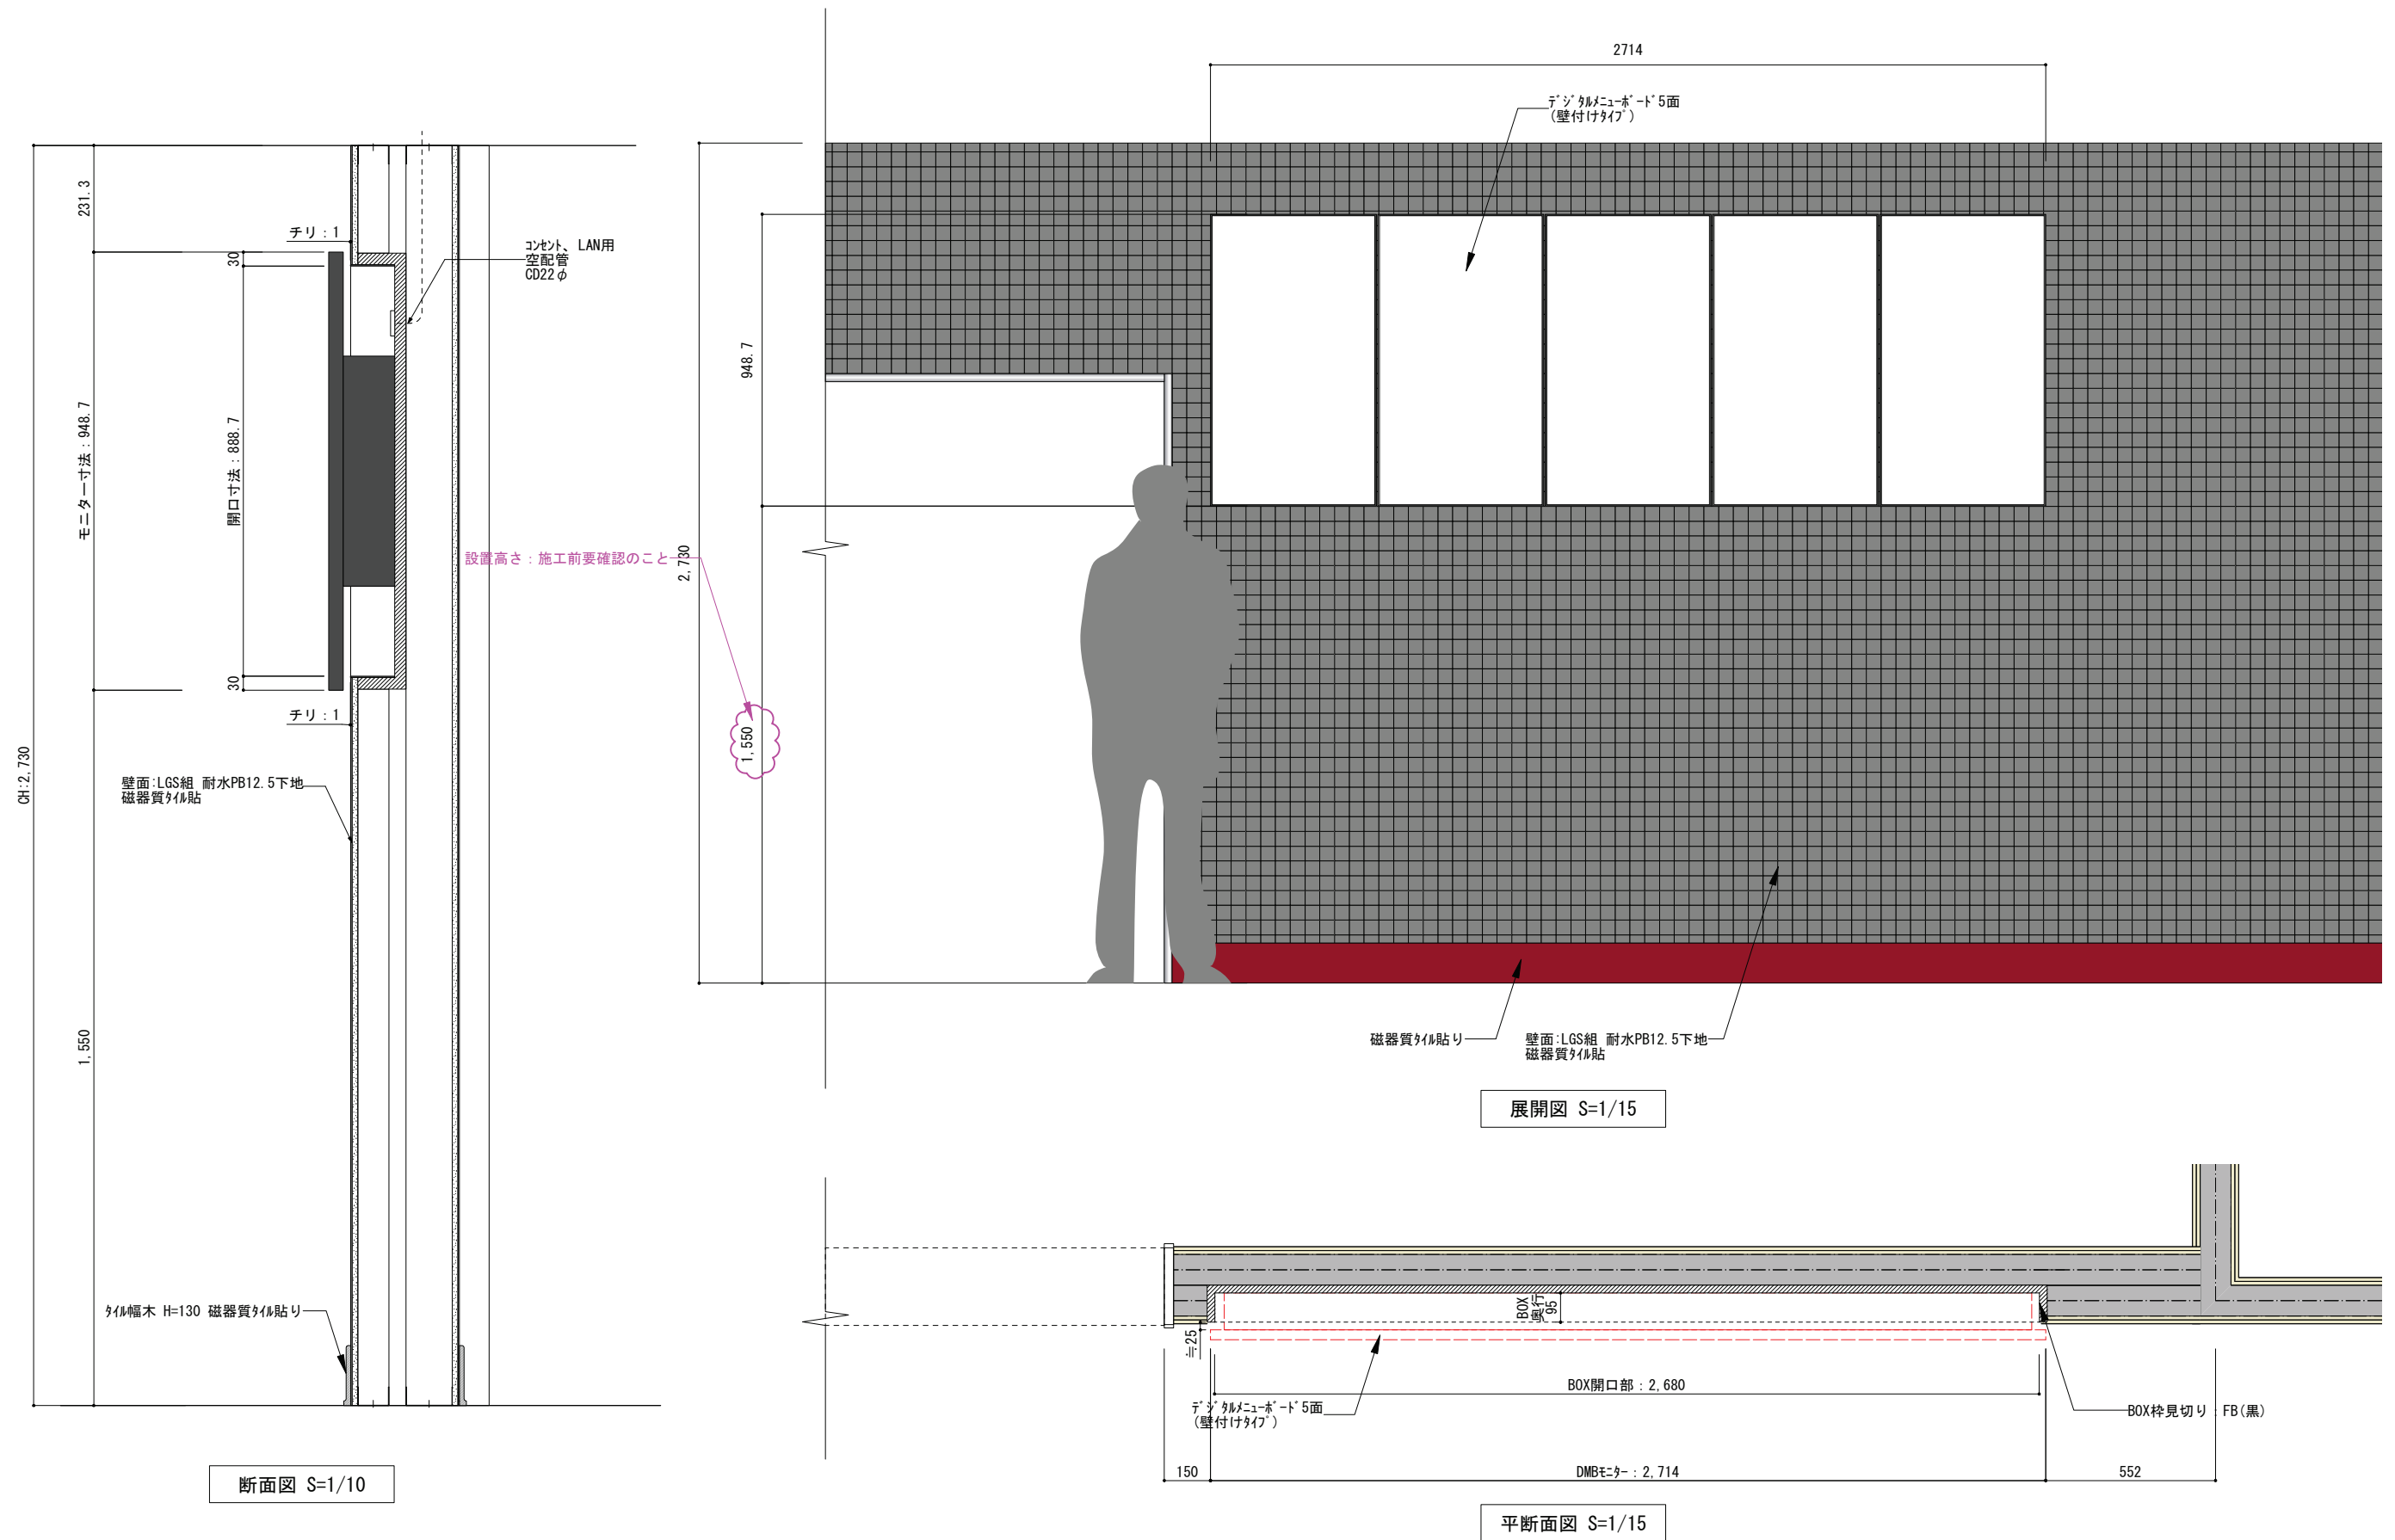 CH:2,730
231.3
モニター寸法：948.7
1,550
30
開口寸法：888.7
30
チリ：1
チリ：1
ｺﾝｾﾝﾄ、LAN用
空配管
CD22φ
壁面:LGS組 耐水PB12.5下地
磁器質ﾀｲﾙ貼
ﾀｲﾙ幅木 H=130 磁器質ﾀｲﾙ貼り
断面図 S=1/10
2714
ﾃﾞｼﾞﾀﾙﾒﾆｭｰﾎﾞｰﾄﾞ5面
(壁付けﾀｲﾌﾟ)
948.7
2,730
設置高さ：施工前要確認のこと
1,550
磁器質ﾀｲﾙ貼り
壁面:LGS組 耐水PB12.5下地
磁器質ﾀｲﾙ貼
展開図 S=1/15
BOX
奥行
95
≒25
BOX開口部：2,680
ﾃﾞｼﾞﾀﾙﾒﾆｭｰﾎﾞｰﾄﾞ5面
(壁付けﾀｲﾌﾟ)
BOX枠見切り：FB(黒)
150
DMBﾓﾆﾀｰ：2,714
552
平断面図 S=1/15